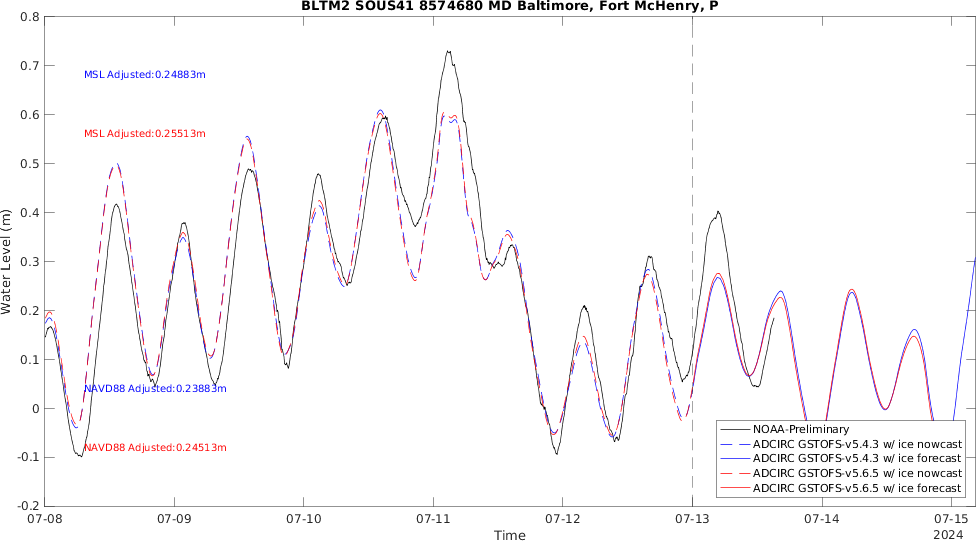 BLTM2 SOUS41 8574680 MD Baltimore, Fort McHenry, P
0.8
0.7
0.6
0.5
0.4
0.3
0.2
0.1
0
-0.1
-0.2
Water Level (m)
MSL Adjusted:0.24883m
MSL Adjusted:0.25513m
NAVD88 Adjusted:0.23883m
NAVD88 Adjusted:0.24513m
NOAA-Preliminary
ADCIRC GSTOFS-v5.4.3 w/ ice nowcast
ADCIRC GSTOFS-v5.4.3 w/ ice forecast
ADCIRC GSTOFS-v5.6.5 w/ ice nowcast
ADCIRC GSTOFS-v5.6.5 w/ ice forecast
07-08 07-09 07-10 07-11 07-12 07-13 07-14 07-15
Time
2024